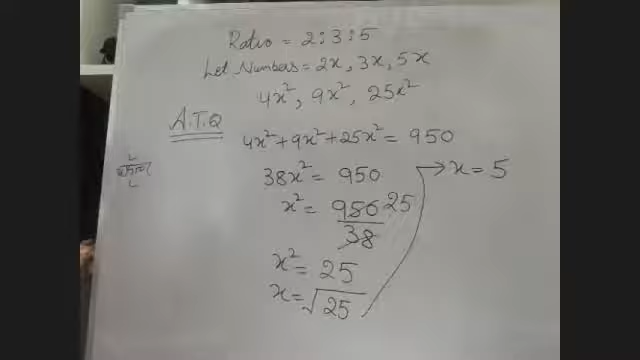 Ratio = 2:3:5
Let Numbers = 2x, 3x, 5x
4x², 9x², 25x²
A.T.Q
4x²+9x²+25x² = 950
38x² = 950
→ x = 5
x² = 950 25
38
x² = 25
x = √25